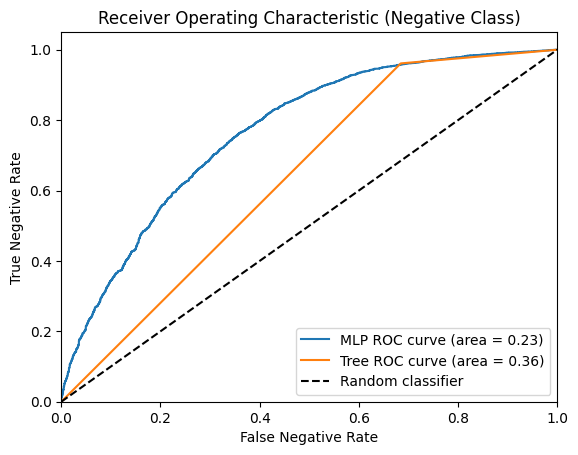 Receiver Operating Characteristic (Negative Class)
True Negative Rate
1.0
0.8
0.6
0.4
0.2
0.0
MLP ROC curve (area = 0.23)
Tree ROC curve (area = 0.36)
Random classifier
0.0 0.2 0.4 0.6 0.8 1.0
False Negative Rate